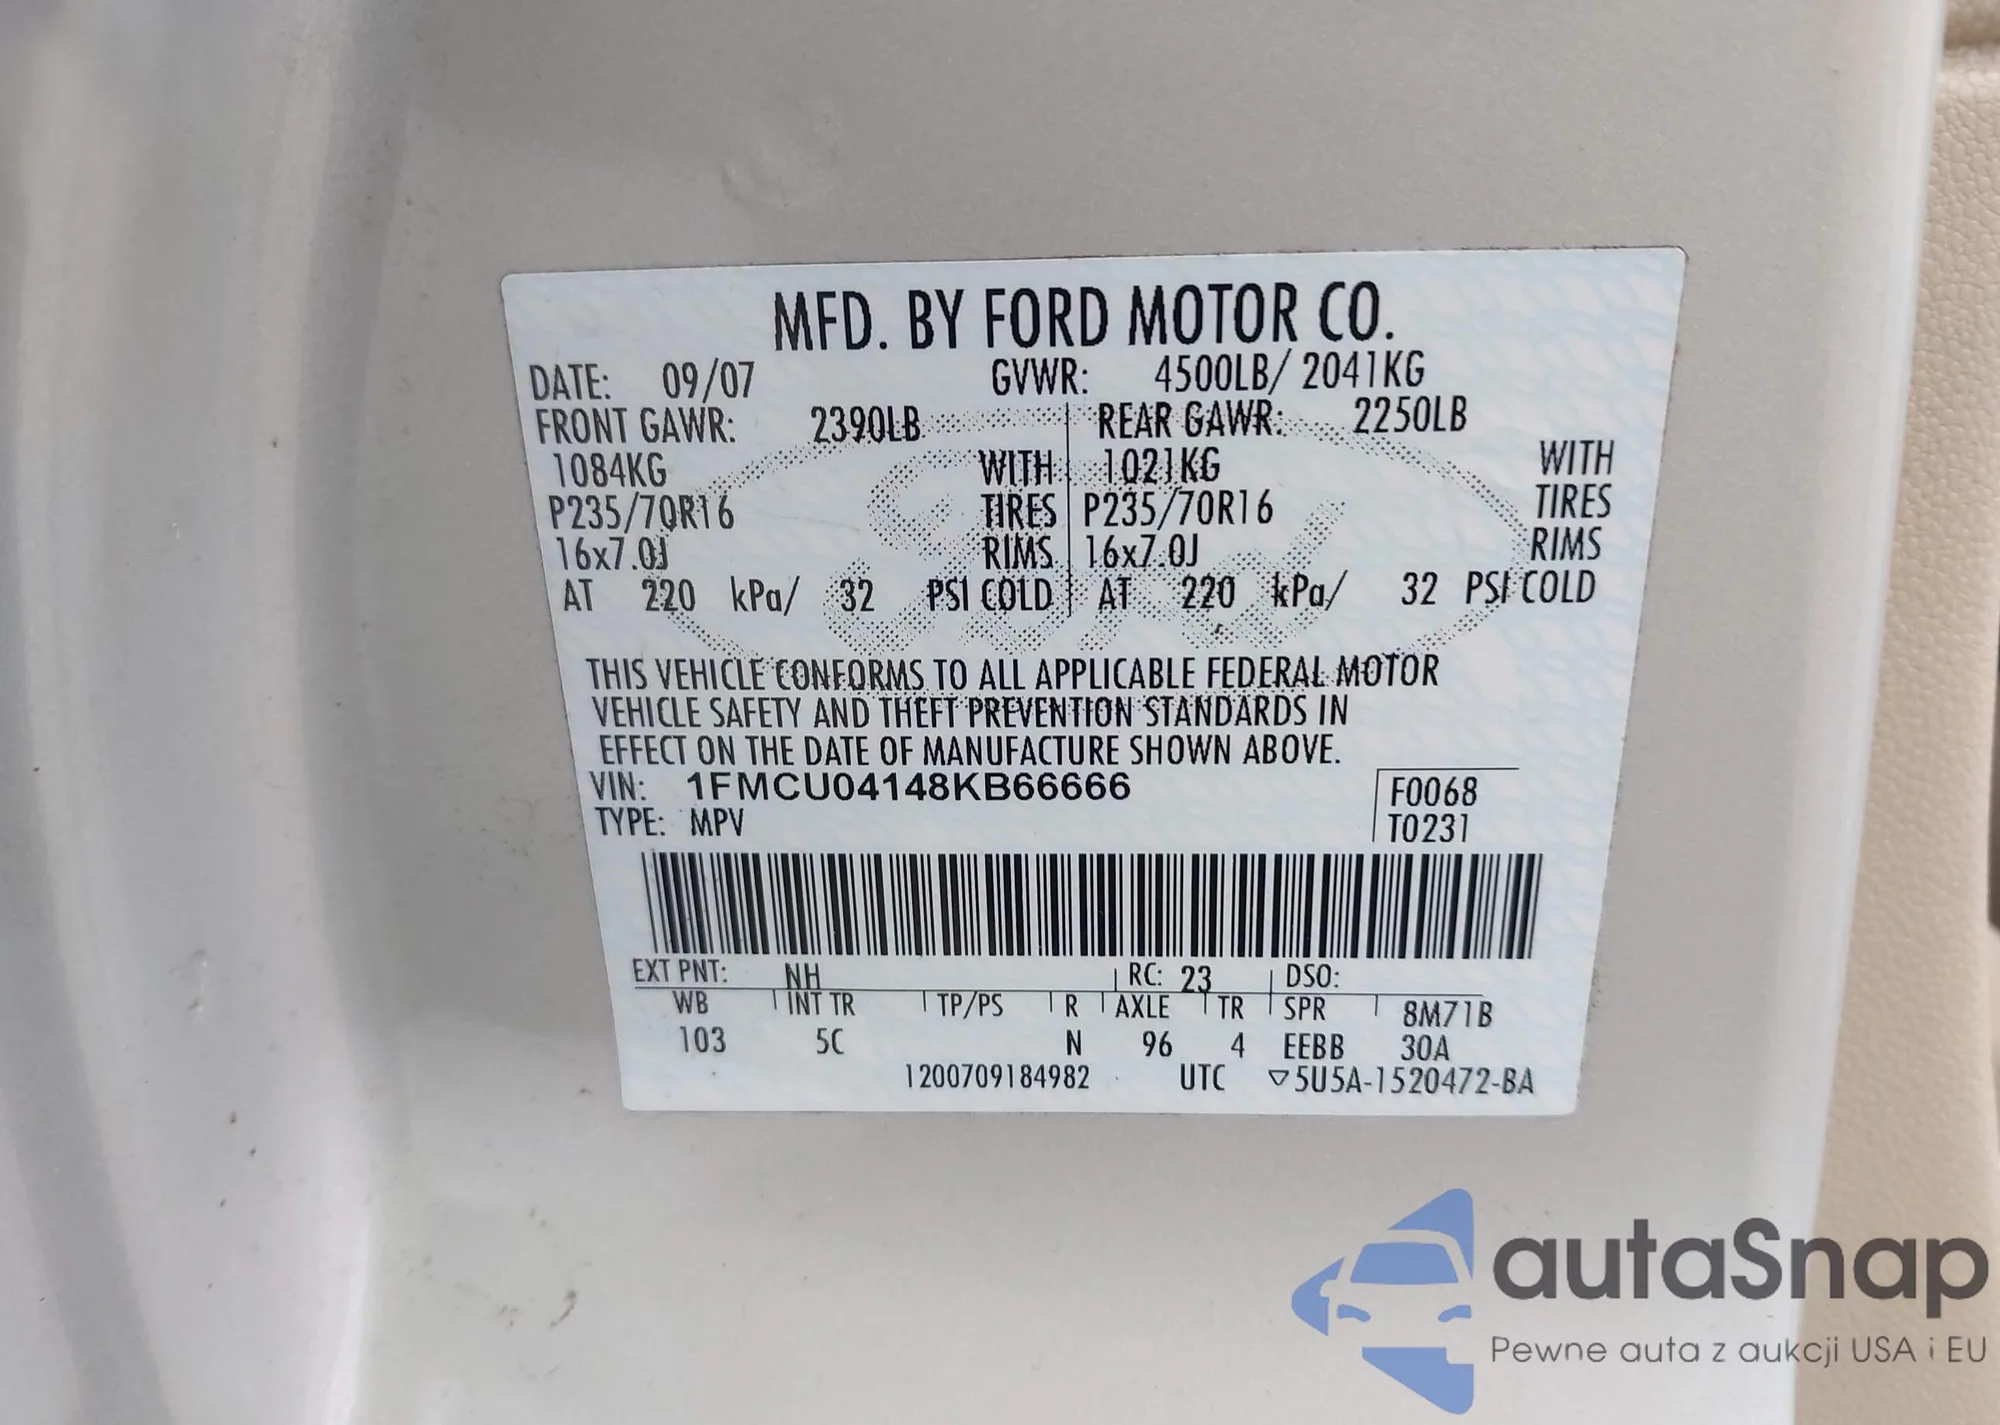 MFD. BY FORD MOTOR CO.
DATE: 09/07 GVWR: 4500LB/ 2041KG
FRONT GAWR: 2390LB REAR GAWR: 2250LB
1084KG WITH 1021KG WITH
P235/70R16 TIRES P235/70R16 TIRES
16x7.0J RIMS 16x7.0J RIMS
AT 220 kPa/ 32 PSI COLD AT 220 kPa/ 32 PSI COLD
THIS VEHICLE CONFORMS TO ALL APPLICABLE FEDERAL MOTOR
VEHICLE SAFETY AND THEFT PREVENTION STANDARDS IN
EFFECT ON THE DATE OF MANUFACTURE SHOWN ABOVE.
VIN: 1FMCU04148KB66666 F0068
TYPE: MPV T0231
EXT PNT: NH RC: 23 DSO:
WB INT TR TP/PS R AXLE TR SPR 8M71B
103 5C N 96 4 EEBB 30A
1200709184982 UTC ▽5U5A-1520472-BA
autaSnap
Pewne auta z aukcji USA i EU